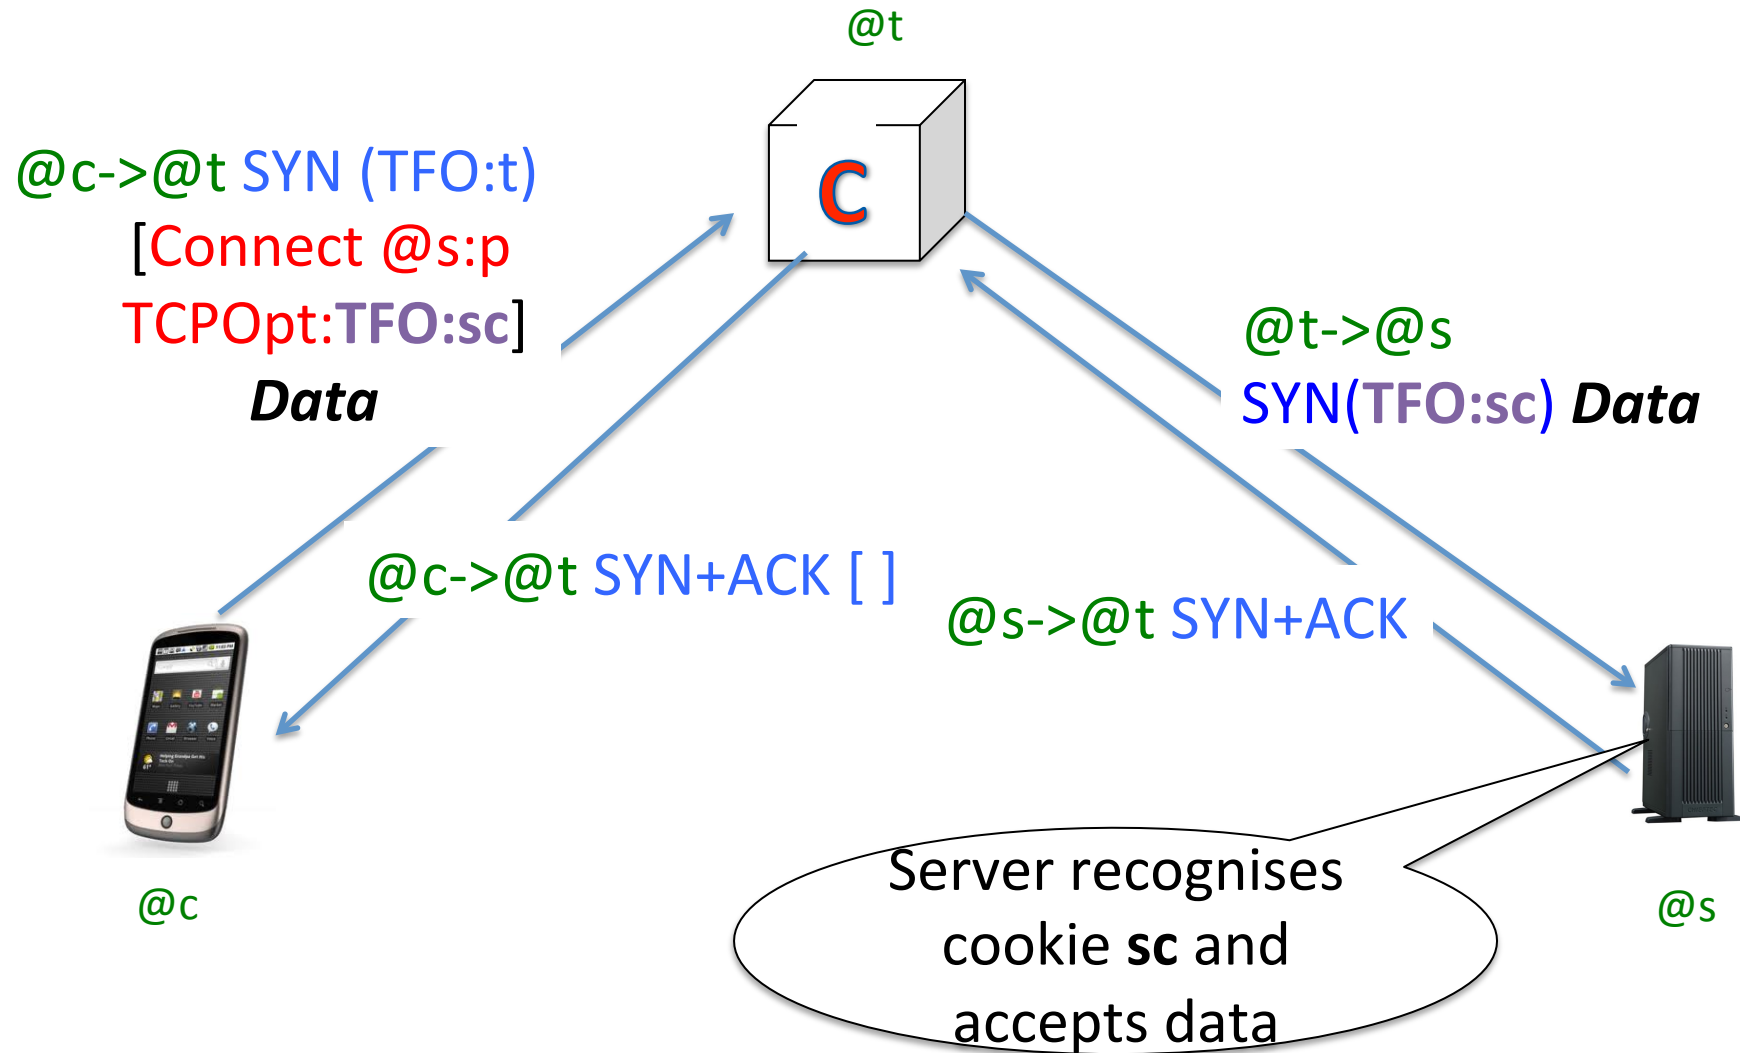 @t
C
@c->@t SYN (TFO:t)
[Connect @s:p
TCPOpt:TFO:sc]
Data
@t->@s
SYN(TFO:sc) Data
@c->@t SYN+ACK [ ]
@s->@t SYN+ACK
@c
@s
Server recognises
cookie sc and
accepts data